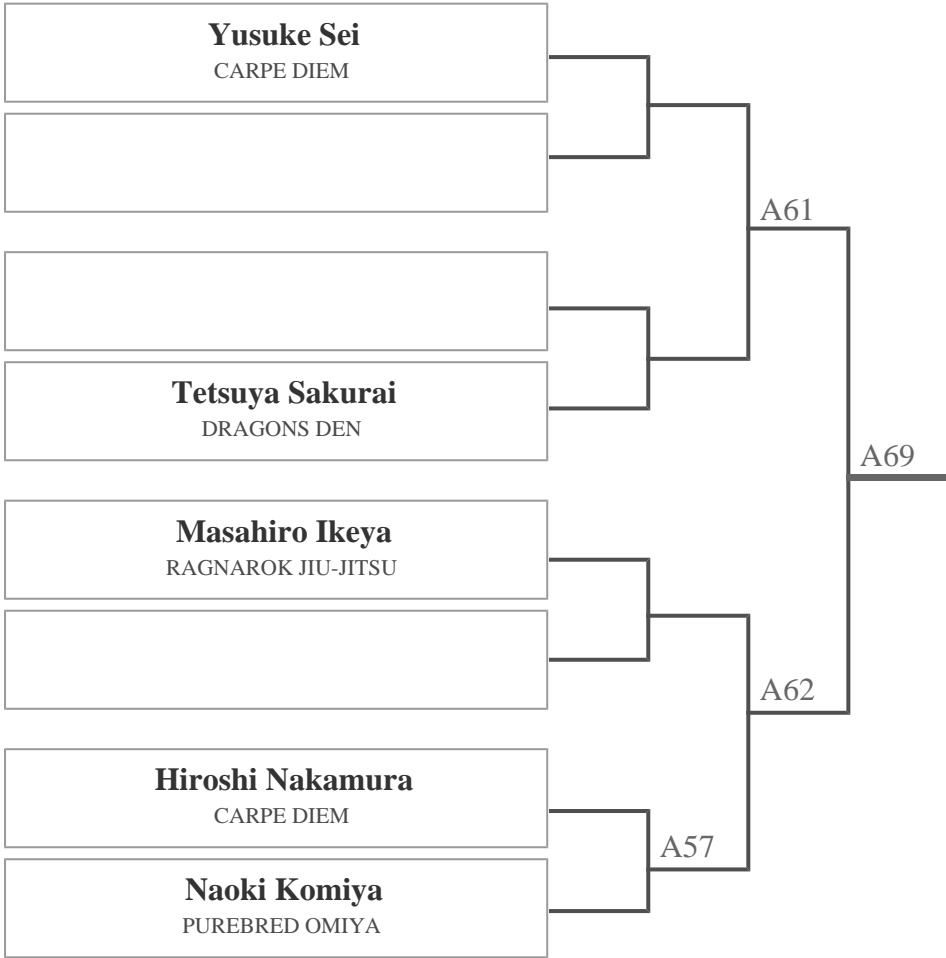 Yusuke Sei
CARPE DIEM
A61
Tetsuya Sakurai
DRAGONS DEN
A69
Masahiro Ikeya
RAGNAROK JIU-JITSU
A62
Hiroshi Nakamura
CARPE DIEM
A57
Naoki Komiya
PUREBRED OMIYA